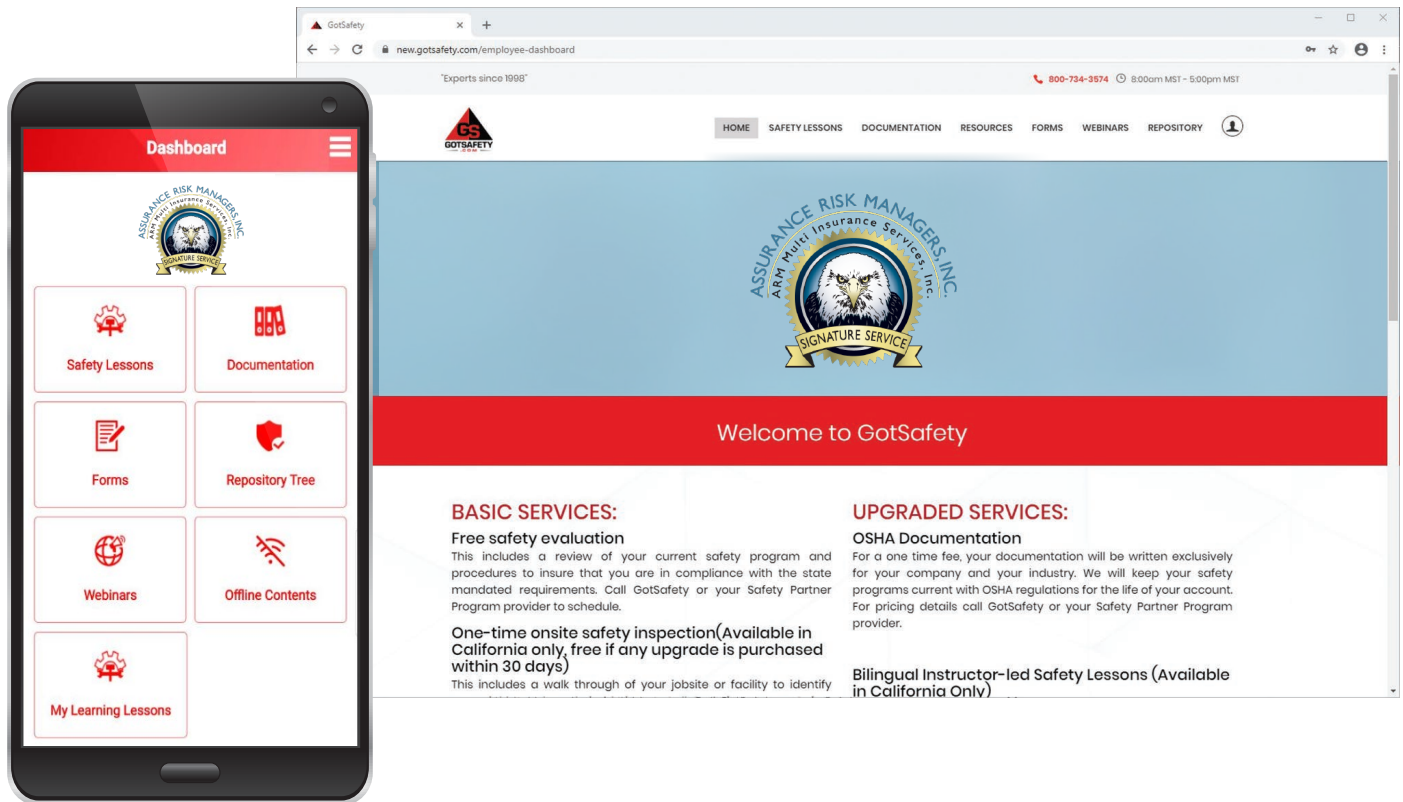 GotSafety
new.gotsafety.com/employee-dashboard
"Experts since 1998"
800-734-3574 8:00am MST - 5:00pm MST
GS
GOTSAFETY
.COM
HOME SAFETY LESSONS DOCUMENTATION RESOURCES FORMS WEBINARS REPOSITORY
ASSURANCE RISK MANAGERS, INC.
ARM Multi Insurance Services, Inc.
SIGNATURE SERVICE
Welcome to GotSafety
BASIC SERVICES:
Free safety evaluation
This includes a review of your current safety program and
procedures to insure that you are in compliance with the state
mandated requirements. Call GotSafety or your Safety Partner
Program provider to schedule.
One-time onsite safety inspection(Available in
California only, free if any upgrade is purchased
within 30 days)
This includes a walk through of your jobsite or facility to identify
UPGRADED SERVICES:
OSHA Documentation
For a one time fee, your documentation will be written exclusively
for your company and your industry. We will keep your safety
programs current with OSHA regulations for the life of your account.
For pricing details call GotSafety or your Safety Partner Program
provider.
Bilingual Instructor-led Safety Lessons (Available
in California Only)
Dashboard
ASSURANCE RISK MANAGERS, INC.
ARM Multi Insurance Services, Inc.
SIGNATURE SERVICE
Safety Lessons
Documentation
Forms
Repository Tree
Webinars
Offline Contents
My Learning Lessons